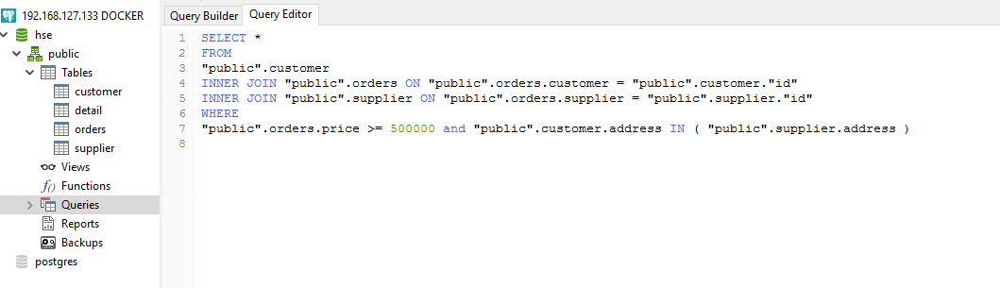 192.168.127.133 DOCKER
hse
public
Tables
customer
detail
orders
supplier
Views
f() Functions
Queries
Reports
Backups
postgres
Query Builder Query Editor
1 SELECT *
2 FROM
3 "public".customer
4 INNER JOIN "public".orders ON "public".orders.customer = "public".customer."id"
5 INNER JOIN "public".supplier ON "public".orders.supplier = "public".supplier."id"
6 WHERE
7 "public".orders.price >= 500000 and "public".customer.address IN ( "public".supplier.address )
8